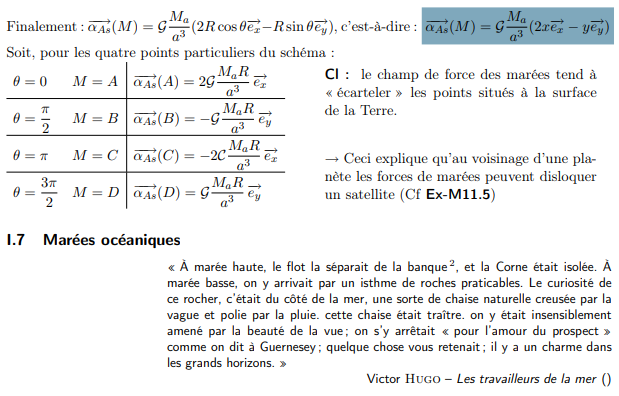 Finalement : $\overrightarrow{\alpha_{As}}(M) = \mathcal{G}\dfrac{M_a}{a^3}(2R\cos\theta\overrightarrow{e_x} - R\sin\theta\overrightarrow{e_y})$, c'est-à-dire : $\overrightarrow{\alpha_{As}}(M) = \mathcal{G}\dfrac{M_a}{a^3}(2x\overrightarrow{e_x} - y\overrightarrow{e_y})$
Soit, pour les quatre points particuliers du schéma :
$\theta = 0$ $M = A$ $\overrightarrow{\alpha_{As}}(A) = 2\mathcal{G}\dfrac{M_a R}{a^3}\overrightarrow{e_x}$
$\theta = \dfrac{\pi}{2}$ $M = B$ $\overrightarrow{\alpha_{As}}(B) = -\mathcal{G}\dfrac{M_a R}{a^3}\overrightarrow{e_y}$
$\theta = \pi$ $M = C$ $\overrightarrow{\alpha_{As}}(C) = -2\mathcal{C}\dfrac{M_a R}{a^3}\overrightarrow{e_x}$
$\theta = \dfrac{3\pi}{2}$ $M = D$ $\overrightarrow{\alpha_{As}}(D) = \mathcal{G}\dfrac{M_a R}{a^3}\overrightarrow{e_y}$
Cl : le champ de force des marées tend à
« écarteler » les points situés à la surface
de la Terre.
→ Ceci explique qu'au voisinage d'une pla-
nète les forces de marées peuvent disloquer
un satellite (Cf Ex-M11.5)
I.7 Marées océaniques
« À marée haute, le flot la séparait de la banque ², et la Corne était isolée. À
marée basse, on y arrivait par un isthme de roches praticables. Le curiosité de
ce rocher, c'était du côté de la mer, une sorte de chaise naturelle creusée par la
vague et polie par la pluie. cette chaise était traître. on y était insensiblement
amené par la beauté de la vue ; on s'y arrêtait « pour l'amour du prospect »
comme on dit à Guernesey ; quelque chose vous retenait ; il y a un charme dans
les grands horizons. »
Victor HUGO – Les travailleurs de la mer ()